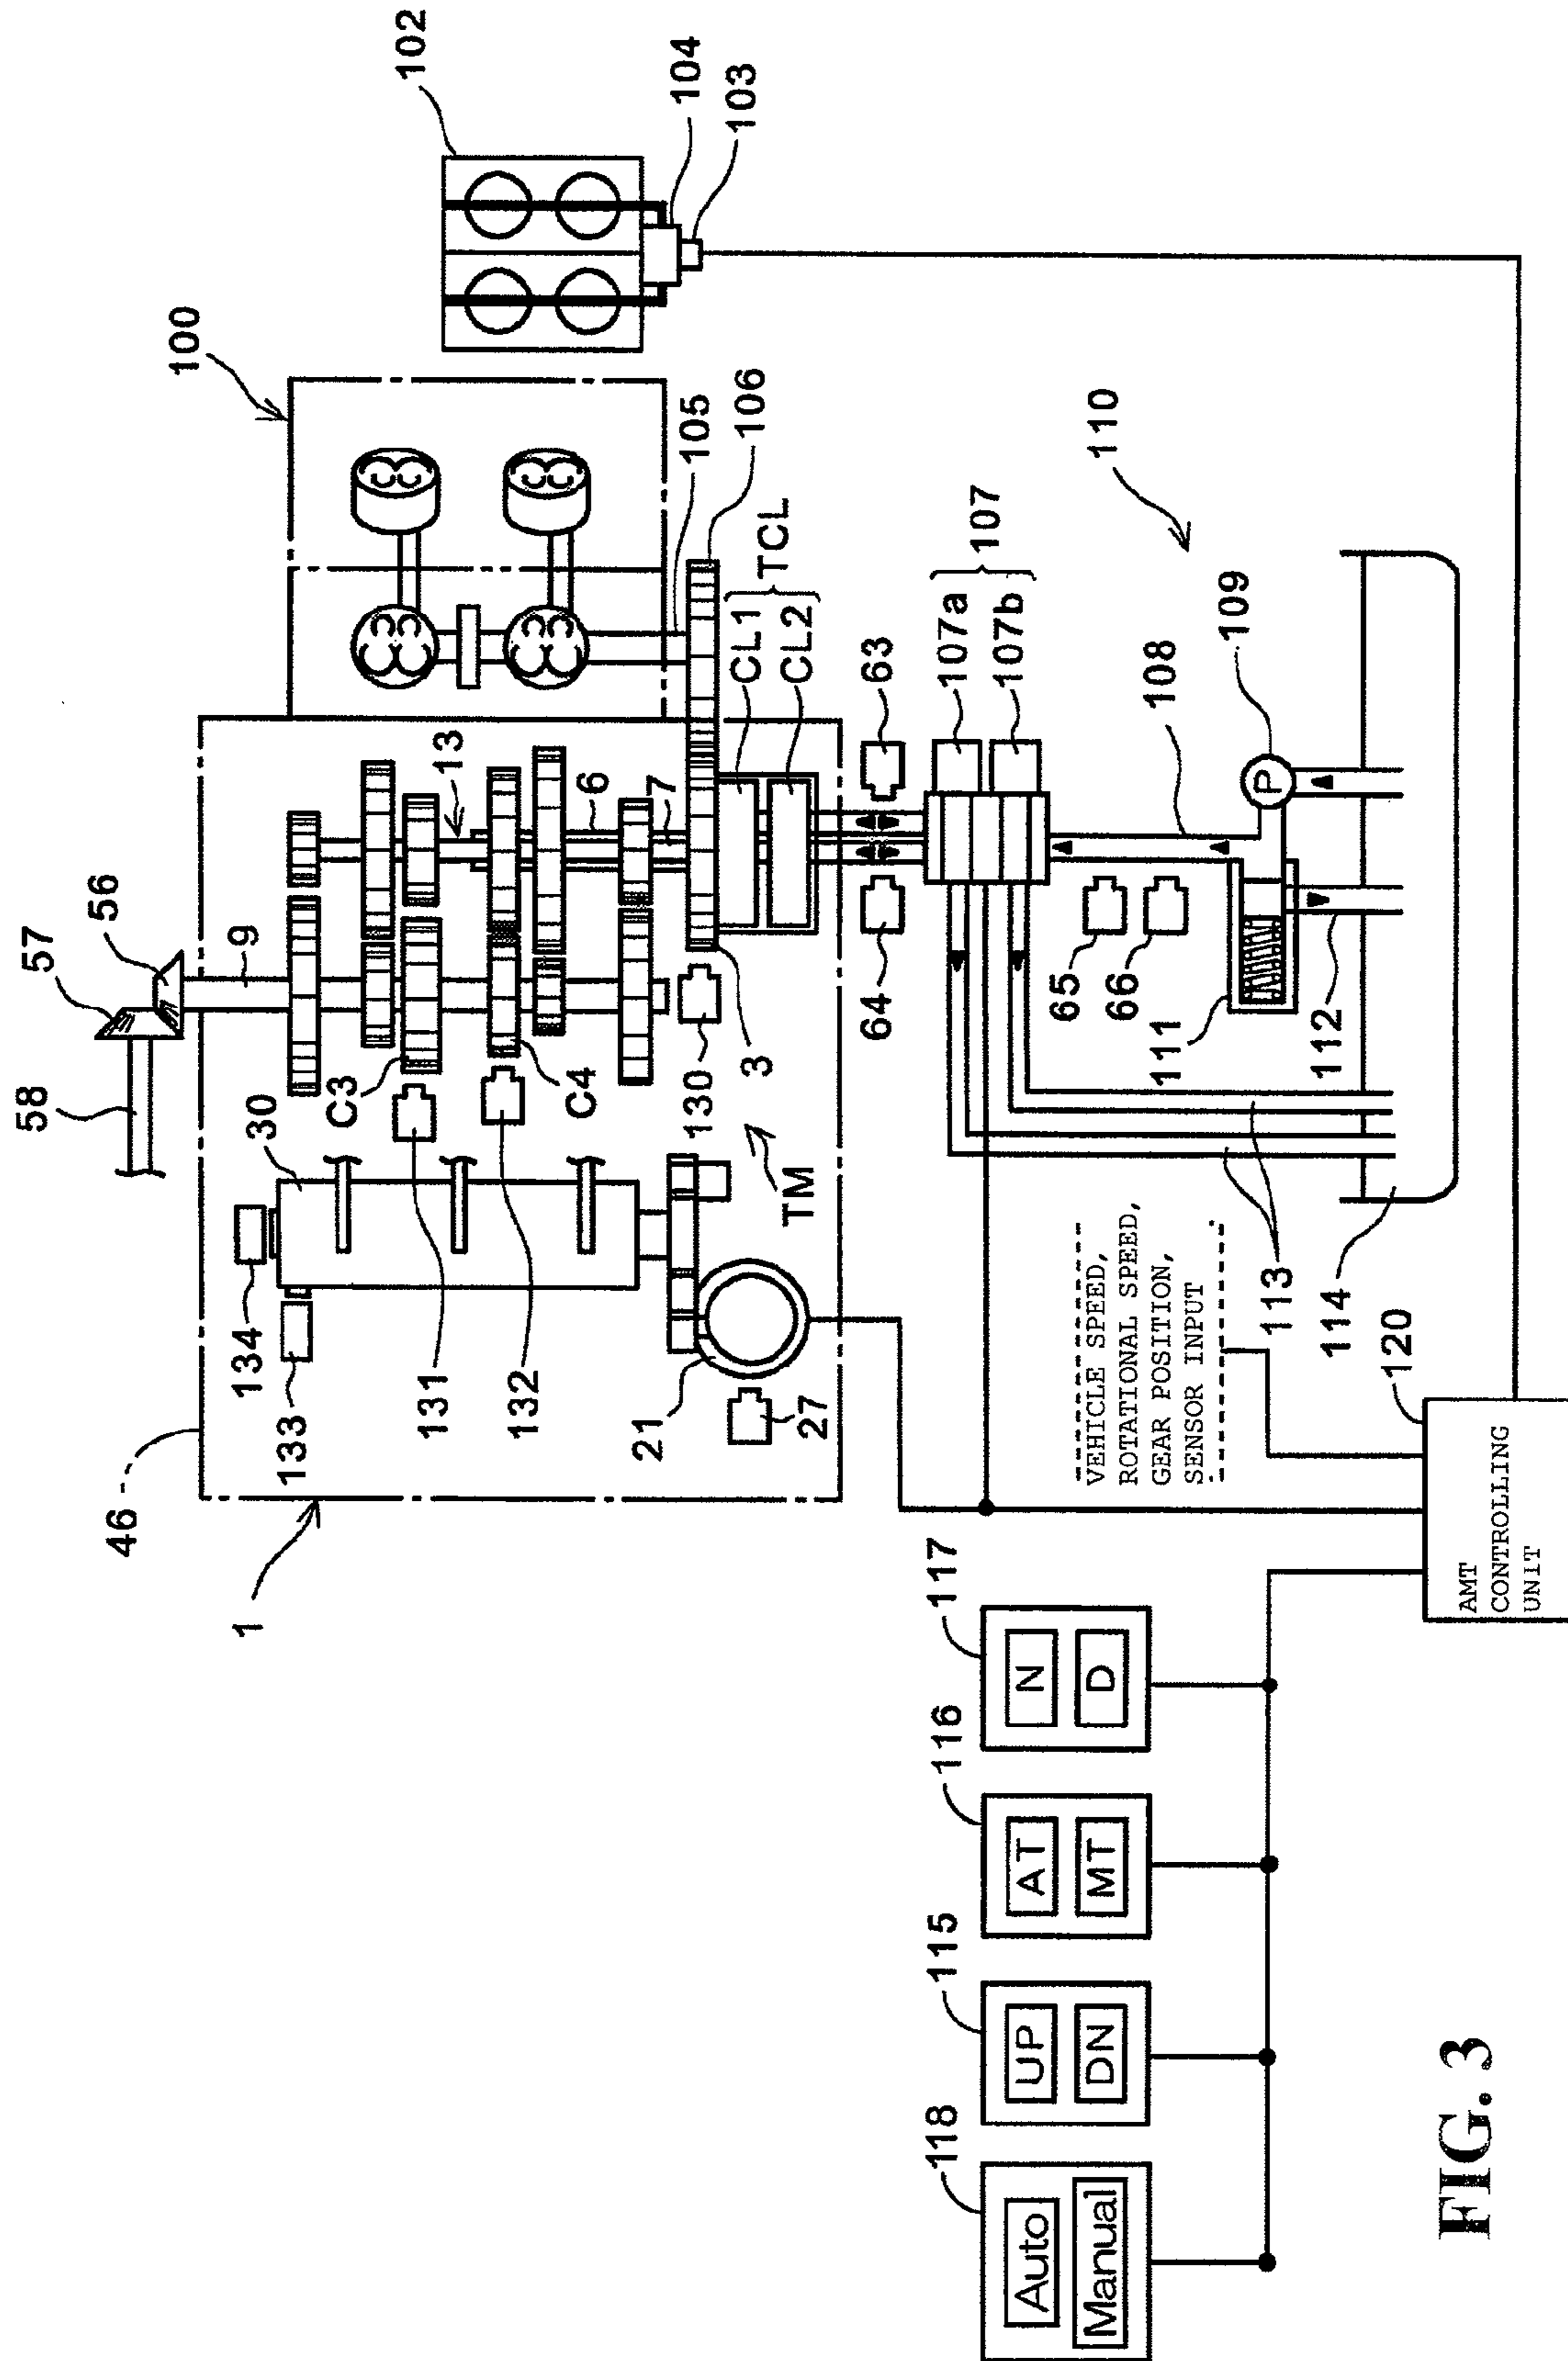 46
1
134
133
131
132
21
27
58
57
56
9
30
C3
C4
130
3
TM
13
6
7
100
102
104
103
105
106
CL1
CL2
TCL
63
64
65
66
107a
107b
107
108
109
P
110
111
112
113
114
VEHICLE SPEED,
ROTATIONAL SPEED,
GEAR POSITION,
SENSOR INPUT
120
AMT
CONTROLLING
UNIT
118
Auto
Manual
115
UP
DN
116
AT
MT
117
N
D
FIG. 3